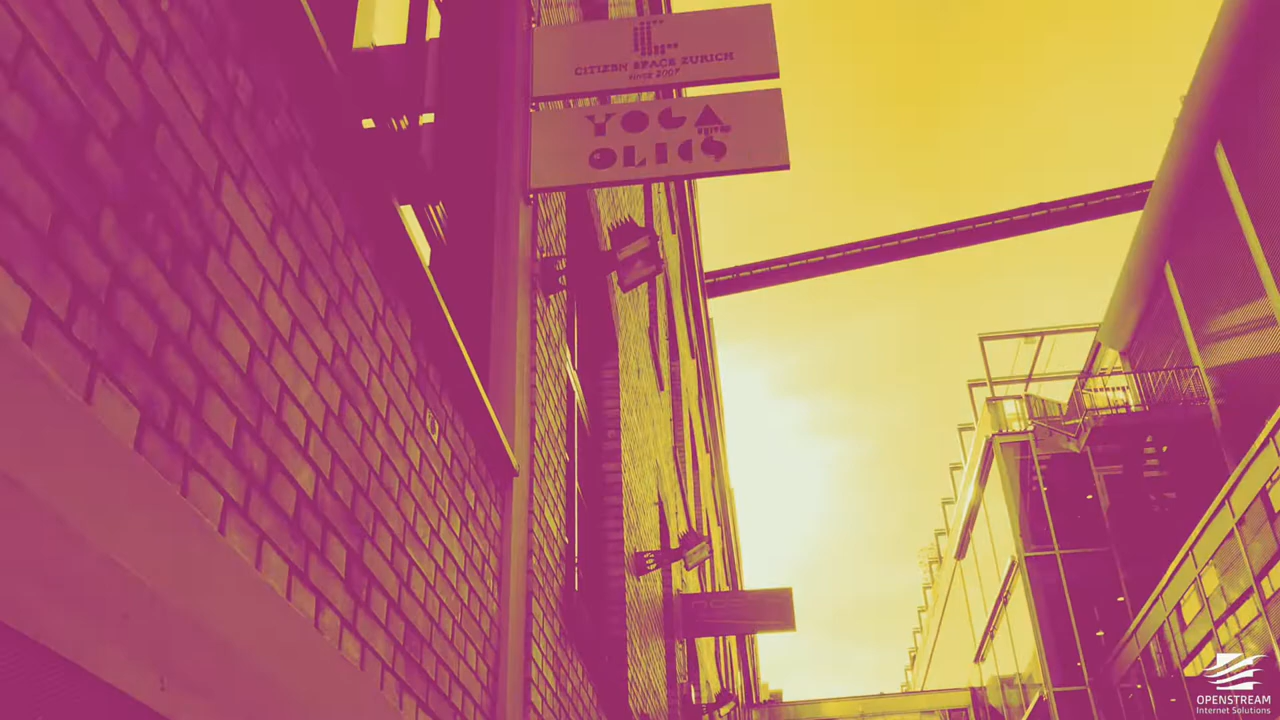 CITIZEN SPACE ZURICH
SINCE 2007
YOGA
OLICS
OPENSTREAM
Internet Solutions